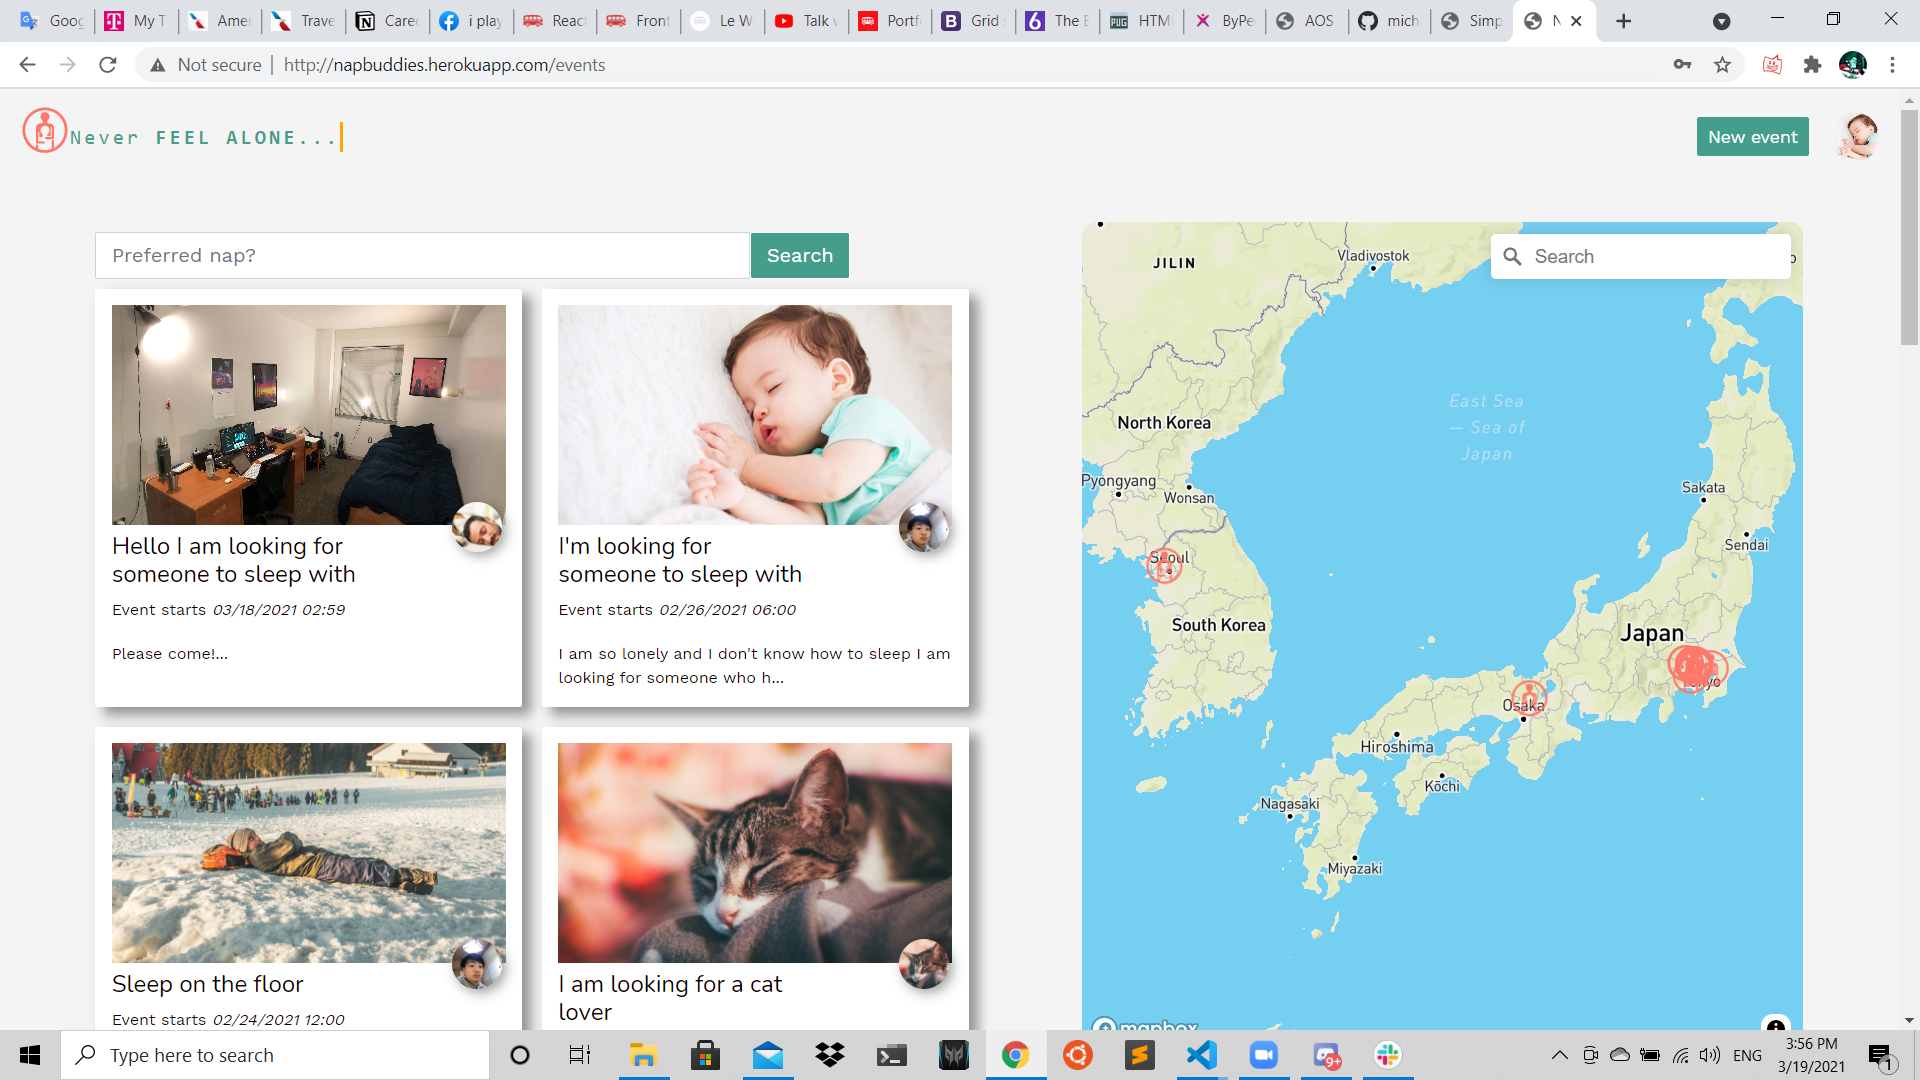 Goog
My T
Amer
Trave
Caree
i play
React
Front
Le W
Talk v
Portf
Grid
The E
HTM
ByPe
AOS
mich
Simp
N
Not secure
http://napbuddies.herokuapp.com/events
Never FEEL ALONE...
New event
Preferred nap?
Search
Hello I am looking for
someone to sleep with
Event starts 03/18/2021 02:59
Please come!...
I'm looking for
someone to sleep with
Event starts 02/26/2021 06:00
I am so lonely and I don't know how to sleep I am
looking for someone who h...
Sleep on the floor
Event starts 02/24/2021 12:00
I am looking for a cat
lover
Search
JILIN
Vladivostok
North Korea
East Sea
— Sea of
Japan
Pyongyang
Wonsan
Sakata
Sendai
Seoul
South Korea
Japan
Tokyo
Osaka
Hiroshima
Kōchi
Nagasaki
Miyazaki
mapbox
Type here to search
9+
ENG
3:56 PM
3/19/2021
1